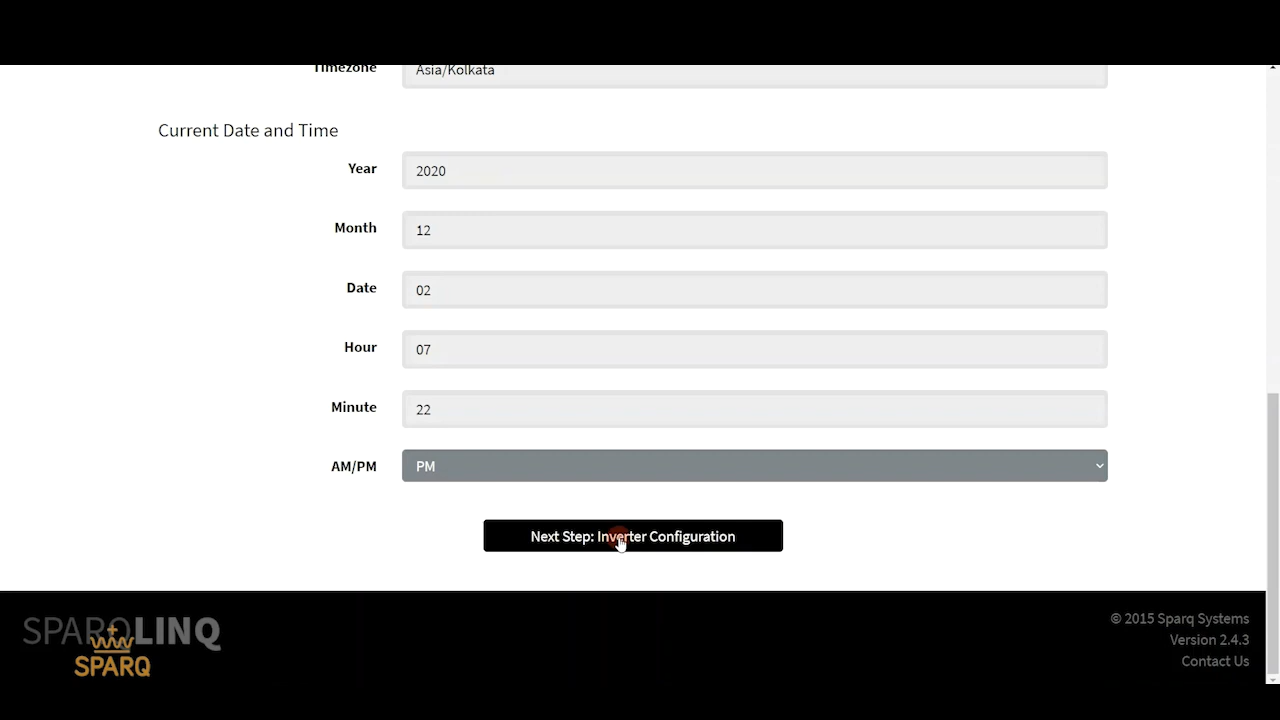 Timezone
Asia/Kolkata
Current Date and Time
Year
2020
Month
12
Date
02
Hour
07
Minute
22
AM/PM
PM
Next Step: Inverter Configuration
SPARQLINQ
SPARQ
© 2015 Sparq Systems
Version 2.4.3
Contact Us